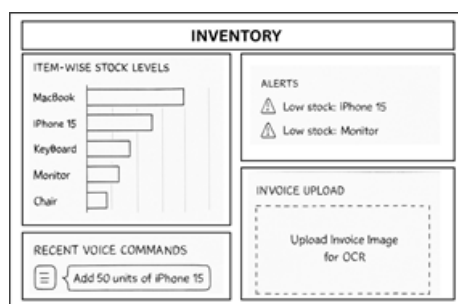 INVENTORY
ITEM-WISE STOCK LEVELS
MacBook
iPhone 15
KeyBoard
Monitor
Chair
ALERTS
Low stock: iPhone 15
Low stock: Monitor
RECENT VOICE COMMANDS
Add 50 units of iPhone 15
INVOICE UPLOAD
Upload Invoice Image
for OCR